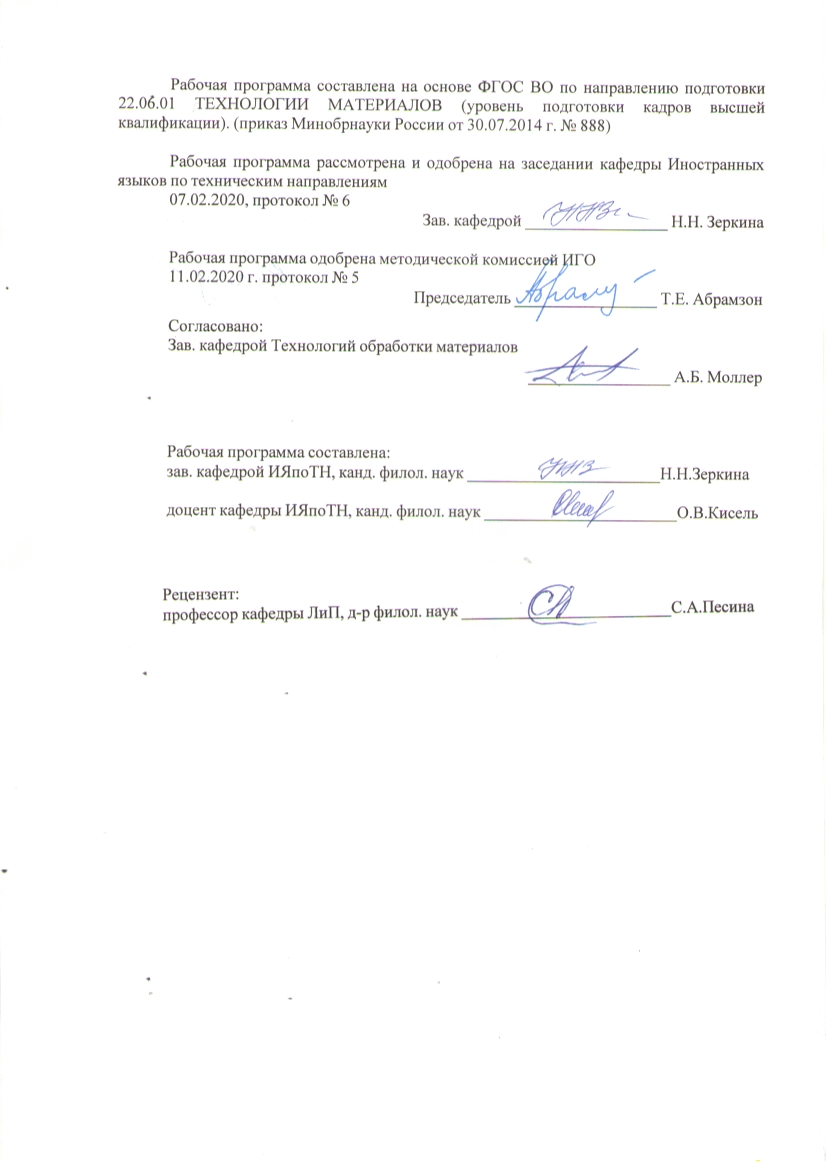 Рабочая программа составлена на основе ФГОС ВО по направлению подготовки
22.06.01 ТЕХНОЛОГИИ МАТЕРИАЛОВ (уровень подготовки кадров высшей
квалификации). (приказ Минобрнауки России от 30.07.2014 г. № 888)
Рабочая программа рассмотрена и одобрена на заседании кафедры Иностранных
языков по техническим направлениям
07.02.2020, протокол № 6
Зав. кафедрой Н.Н. Зеркина
Рабочая программа одобрена методической комиссией ИГО
11.02.2020 г. протокол № 5
Председатель Т.Е. Абрамзон
Согласовано:
Зав. кафедрой Технологий обработки материалов
А.Б. Моллер
Рабочая программа составлена:
зав. кафедрой ИЯпоТН, канд. филол. наук Н.Н.Зеркина
доцент кафедры ИЯпоТН, канд. филол. наук О.В.Кисель
Рецензент:
профессор кафедры ЛиП, д-р филол. наук С.А.Песина